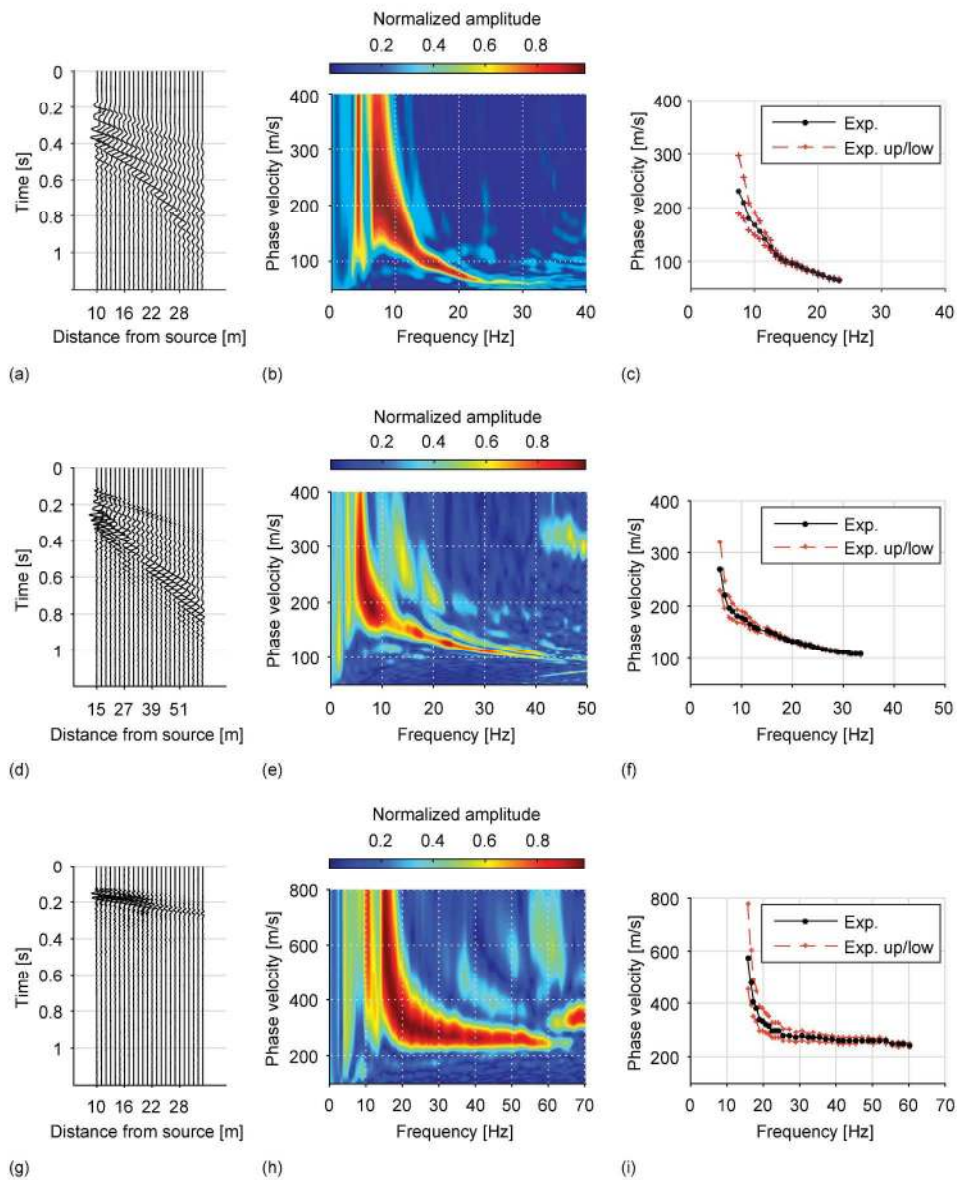 Normalized amplitude
0.2 0.4 0.6 0.8
0
0.2
0.4
0.6
0.8
1
Time [s]
10 16 22 28
Distance from source [m]
(a)
400
300
200
100
Phase velocity [m/s]
0 10 20 30 40
Frequency [Hz]
(b)
400
300
200
100
Phase velocity [m/s]
Exp.
Exp. up/low
0 10 20 30 40
Frequency [Hz]
(c)
Normalized amplitude
0.2 0.4 0.6 0.8
0
0.2
0.4
0.6
0.8
1
Time [s]
15 27 39 51
Distance from source [m]
(d)
400
300
200
100
Phase velocity [m/s]
0 10 20 30 40 50
Frequency [Hz]
(e)
400
300
200
100
Phase velocity [m/s]
Exp.
Exp. up/low
0 10 20 30 40 50
Frequency [Hz]
(f)
Normalized amplitude
0.2 0.4 0.6 0.8
0
0.2
0.4
0.6
0.8
1
Time [s]
10 16 22 28
Distance from source [m]
(g)
800
600
400
200
Phase velocity [m/s]
0 10 20 30 40 50 60 70
Frequency [Hz]
(h)
800
600
400
200
Phase velocity [m/s]
Exp.
Exp. up/low
0 10 20 30 40 50 60 70
Frequency [Hz]
(i)